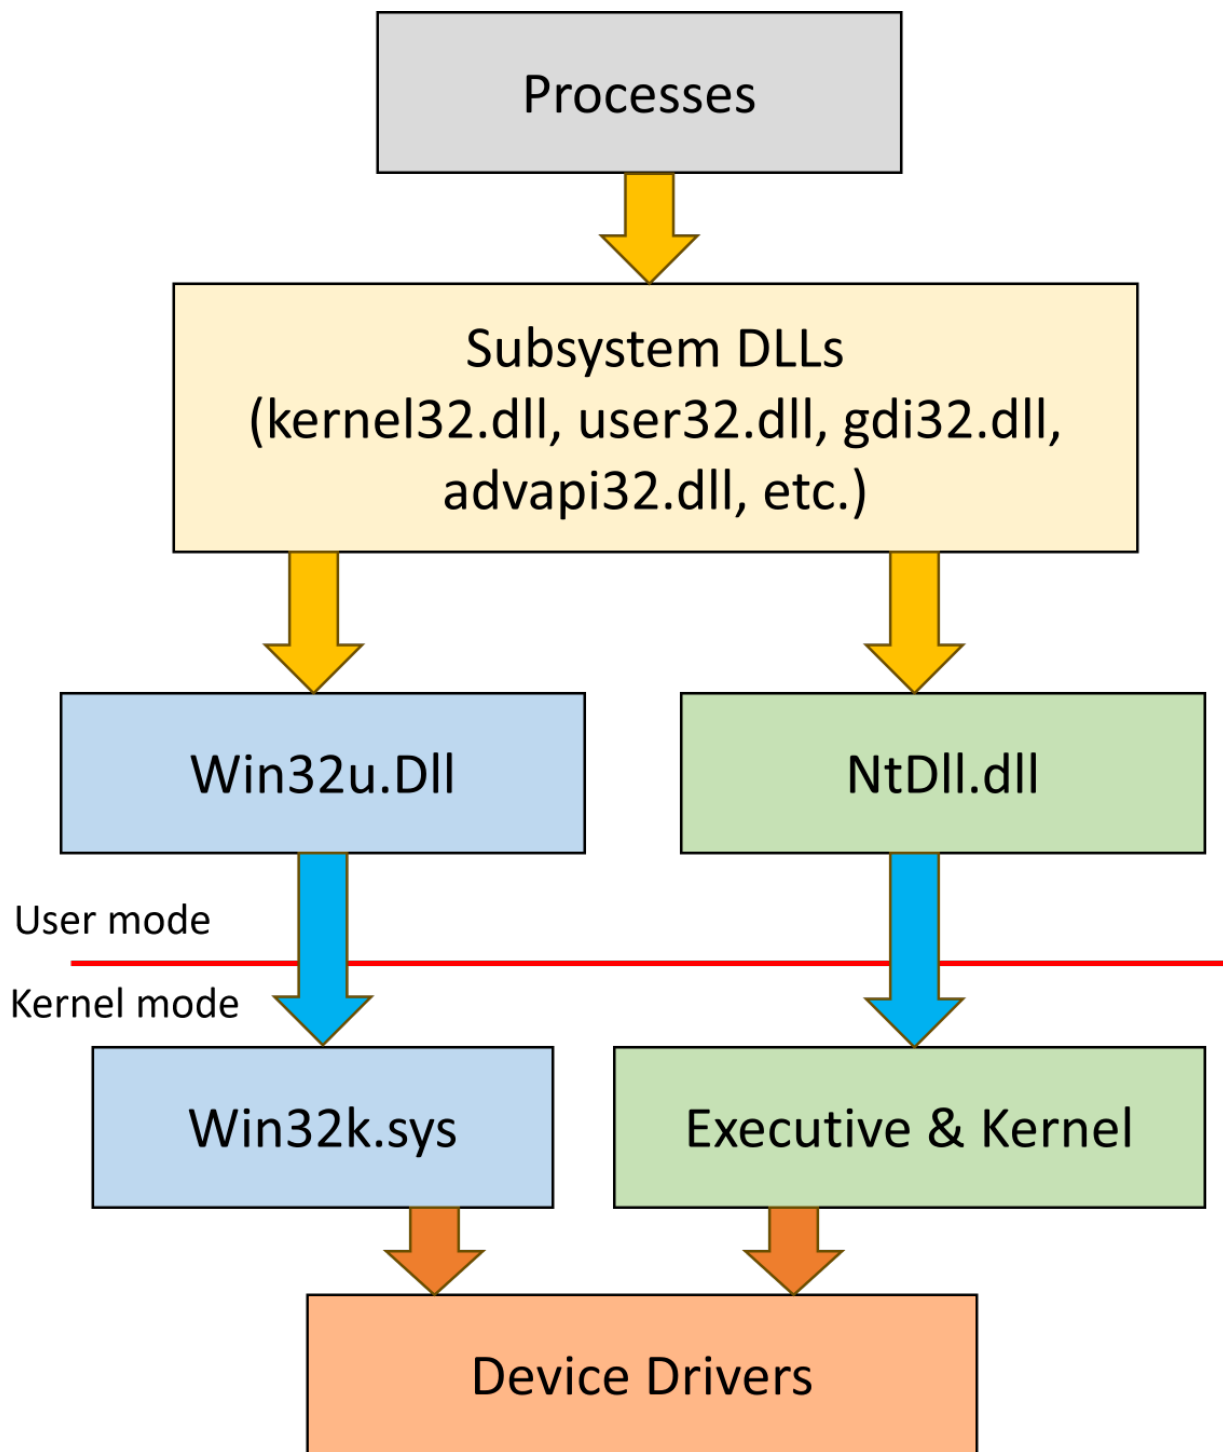 Processes
Subsystem DLLs
(kernel32.dll, user32.dll, gdi32.dll,
advapi32.dll, etc.)
Win32u.Dll
NtDll.dll
User mode
Kernel mode
Win32k.sys
Executive & Kernel
Device Drivers